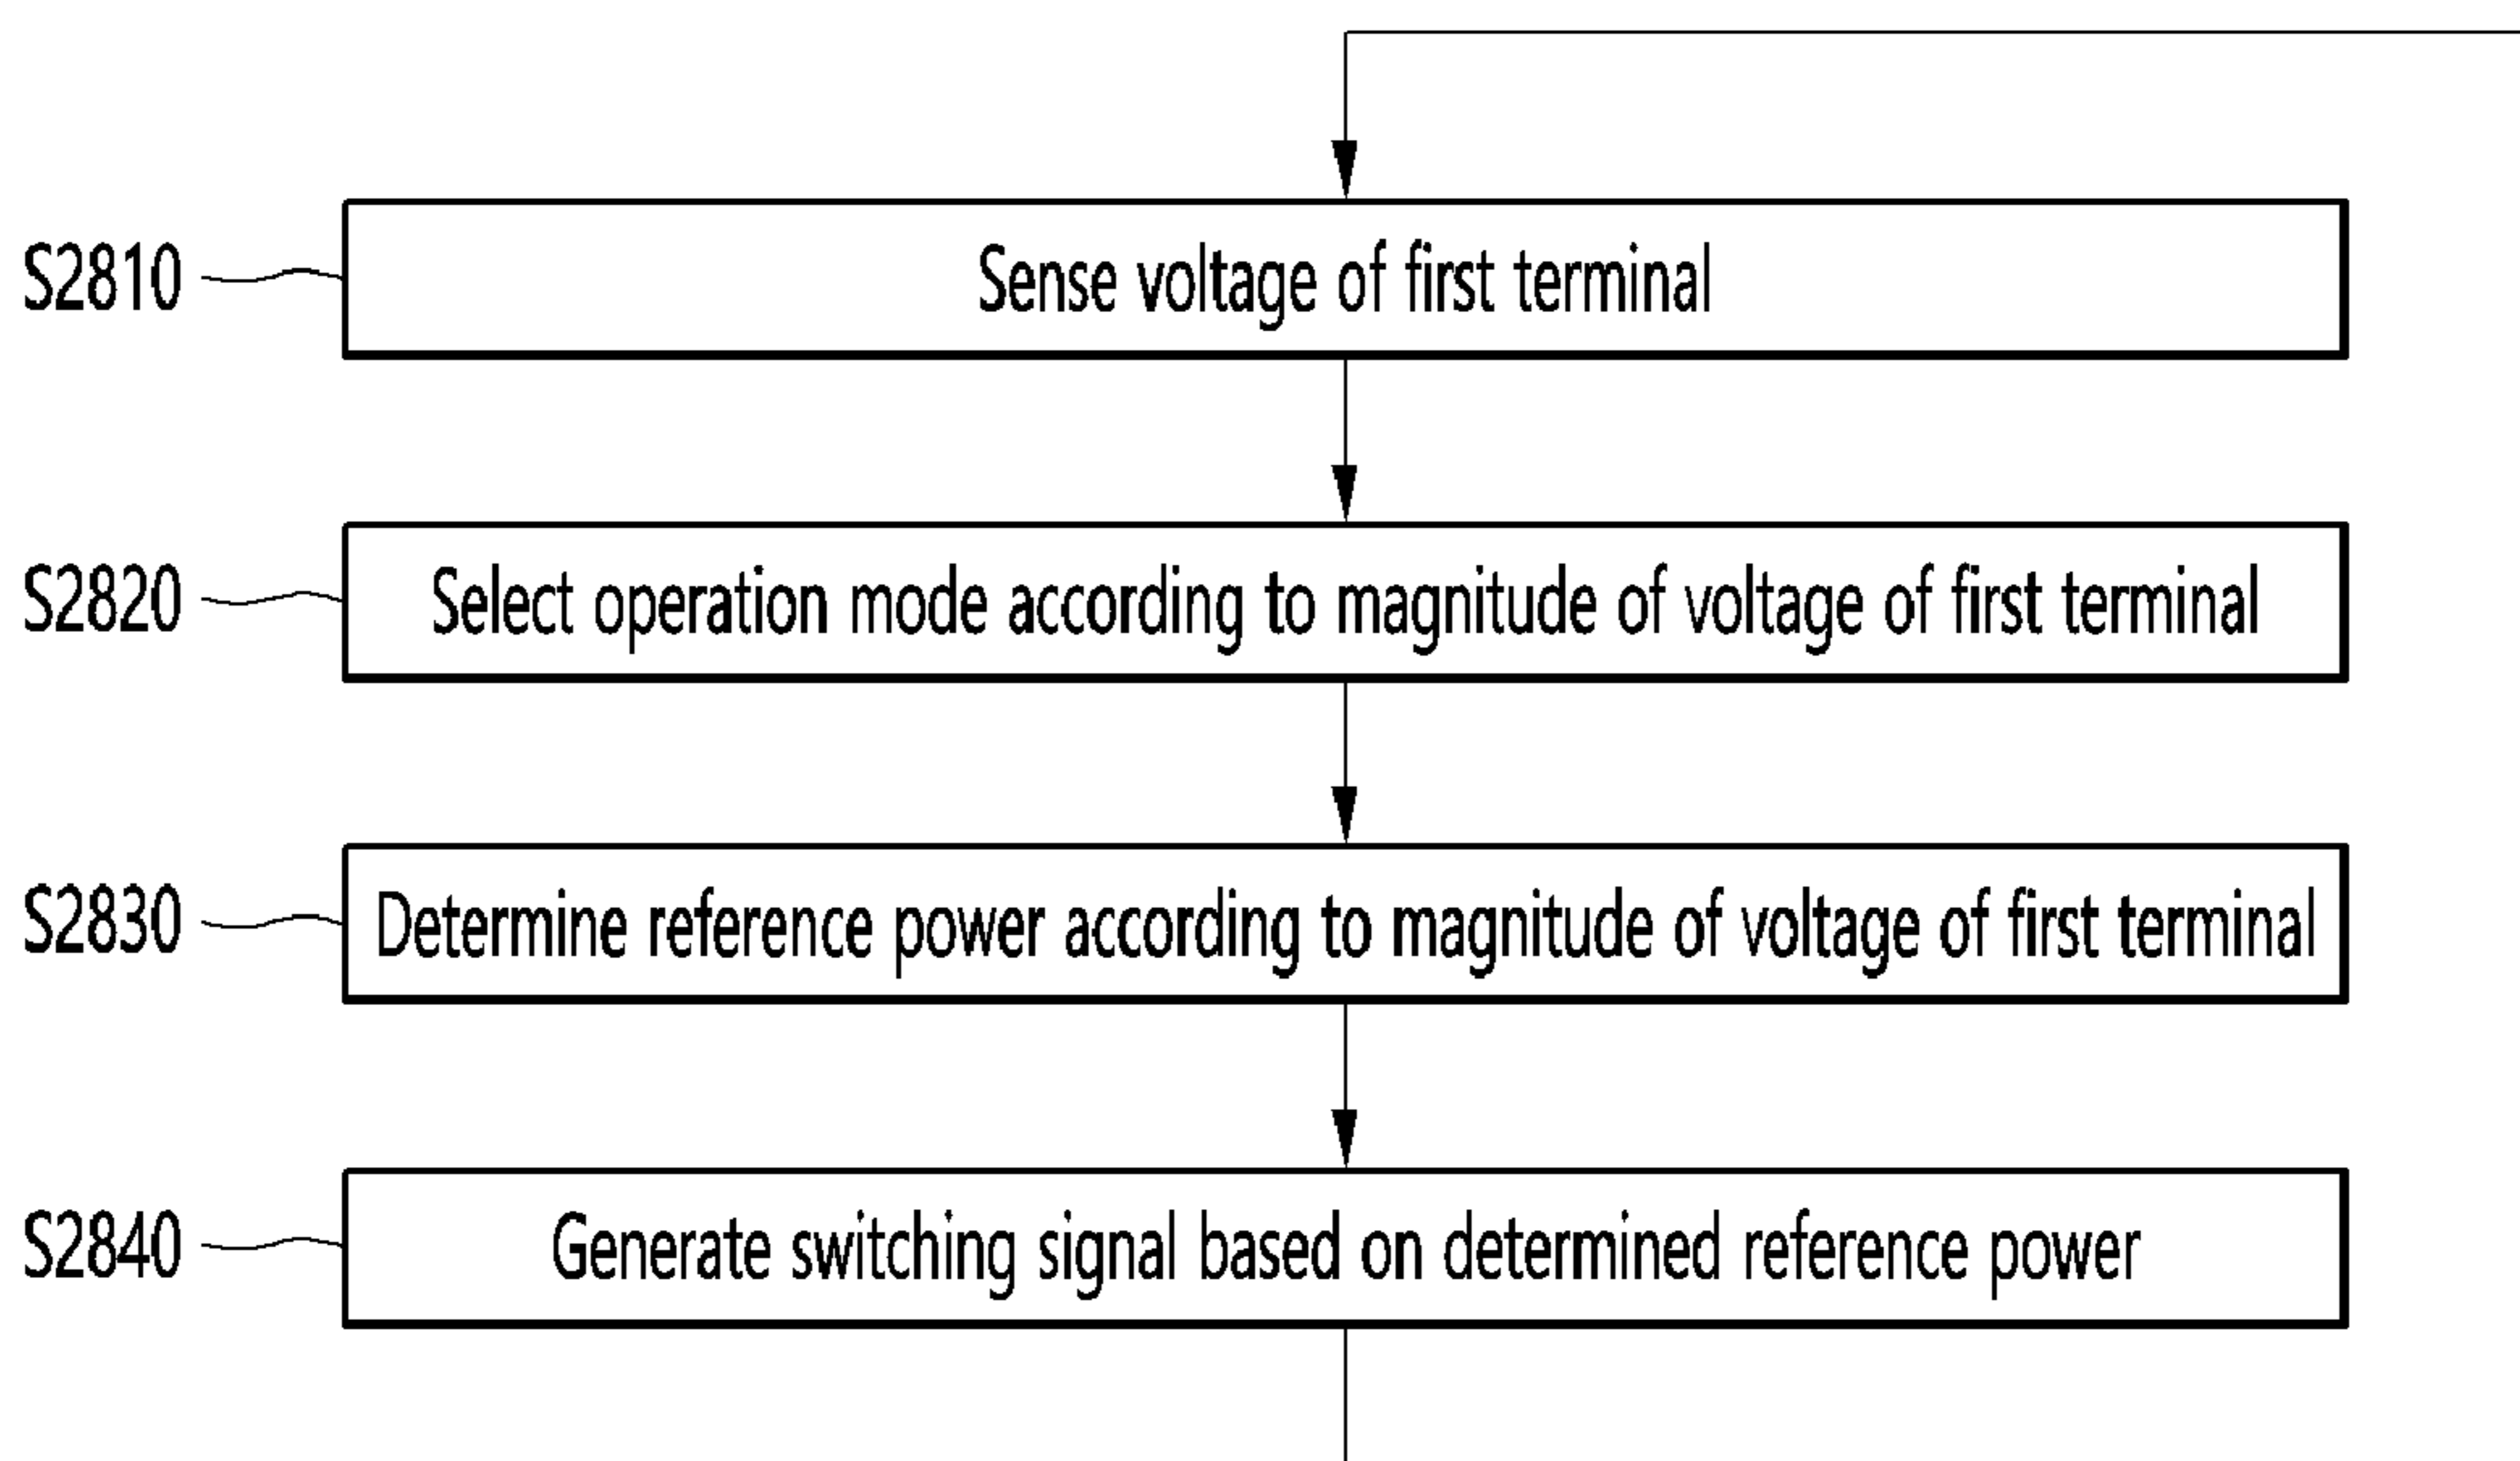 S2810
Sense voltage of first terminal
S2820
Select operation mode according to magnitude of voltage of first terminal
S2830
Determine reference power according to magnitude of voltage of first terminal
S2840
Generate switching signal based on determined reference power